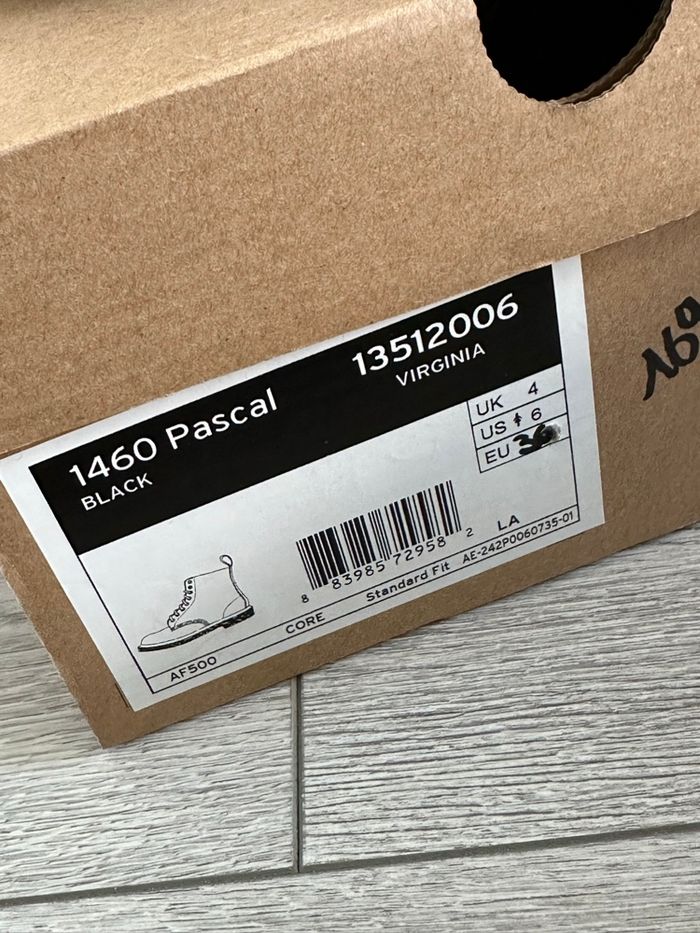 1460 Pascal
BLACK
13512006
VIRGINIA
UK 4
US 6
EU 36
8 83985 72958 2
LA
AF500
CORE
Standard Fit
AE-242P0060735-01